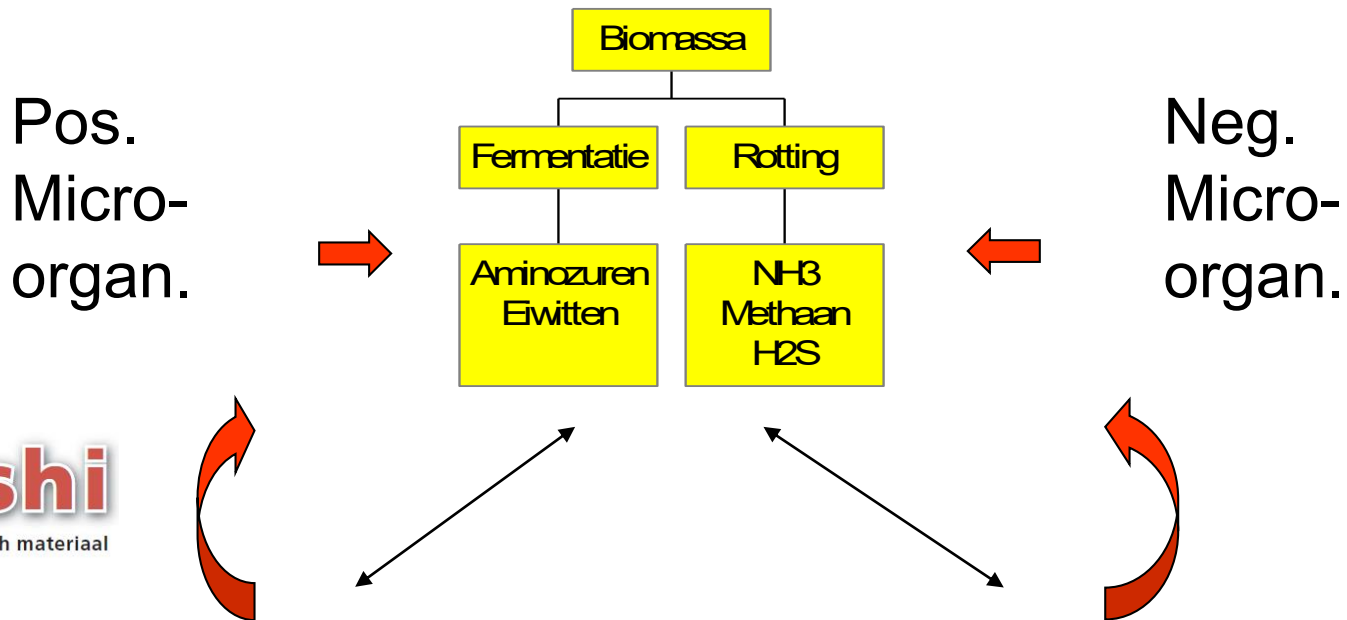 Biomassa
Pos.
Micro-
organ.
Fermentatie
Rotting
Neg.
Micro-
organ.
Aminozuren
Eiwitten
NH3
Methaan
H2S
shi
h materiaal